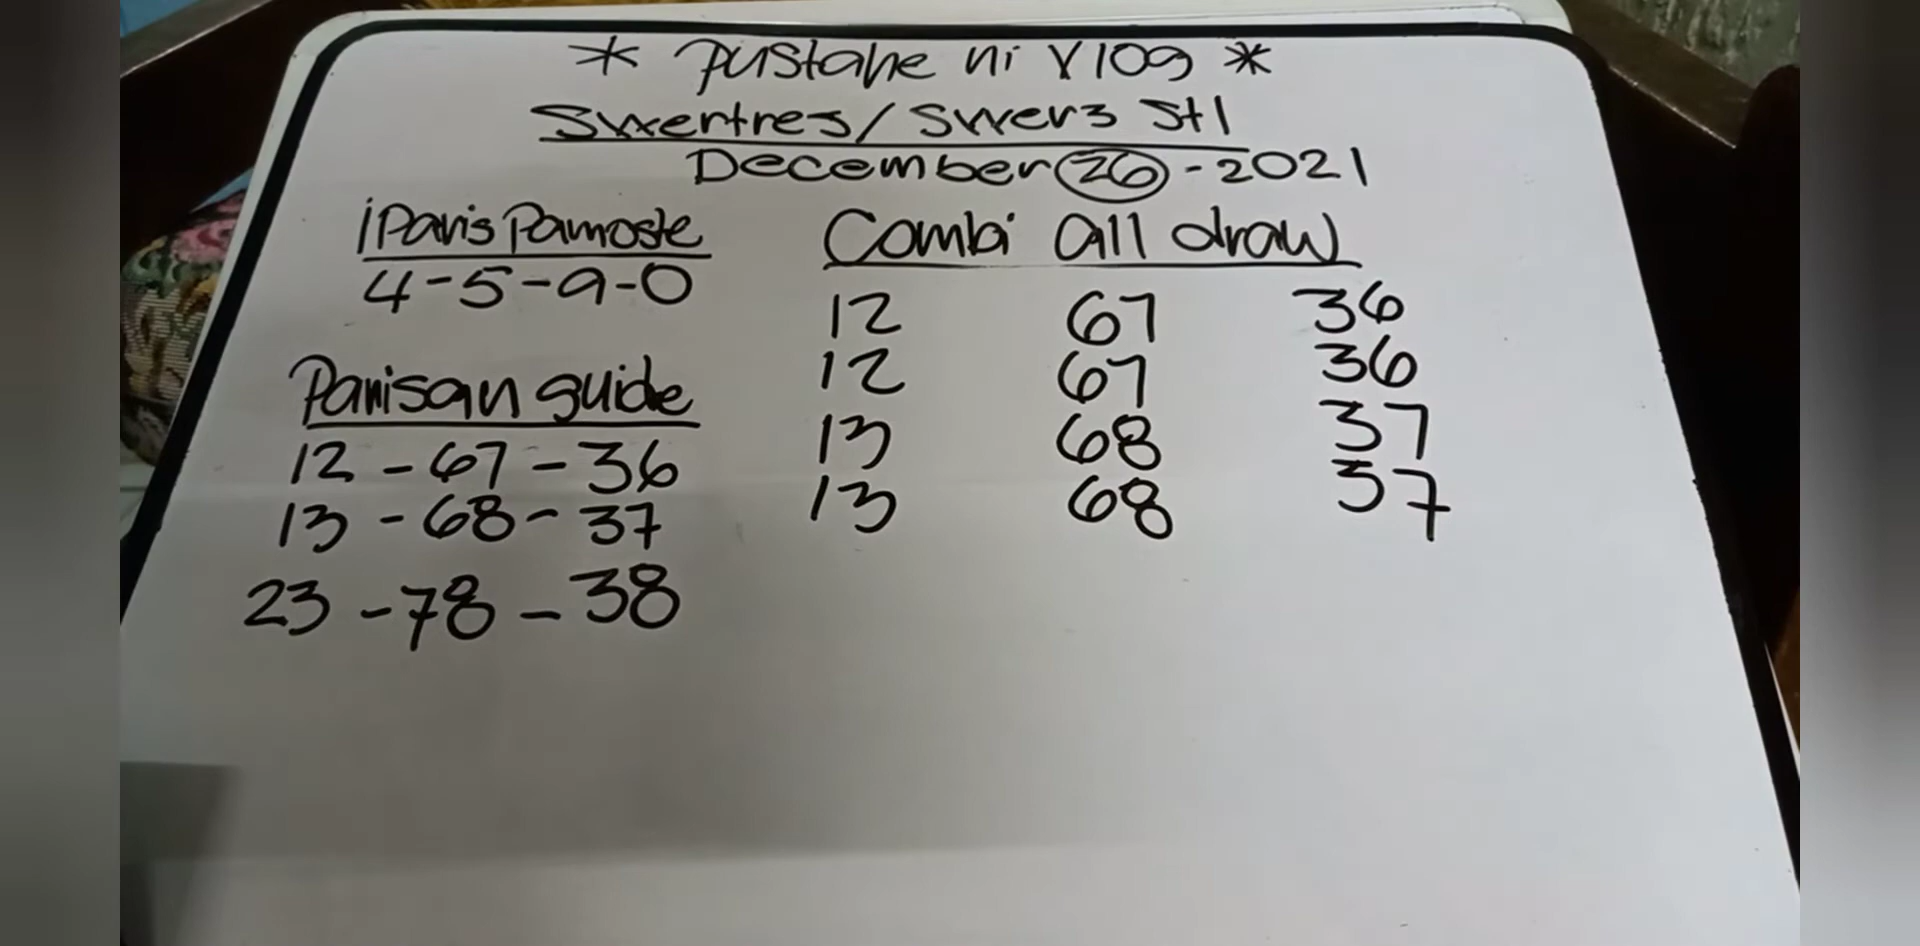 * pustahe ni Vlog *
Swertres/Swer3 Stl
December 26-2021
iParis Pamoste
4-5-9-0
Parisan guide
12-67-36
13-68-37
23-78-38
Combi all draw
12 67 36
12 67 36
13 68 37
13 68 37